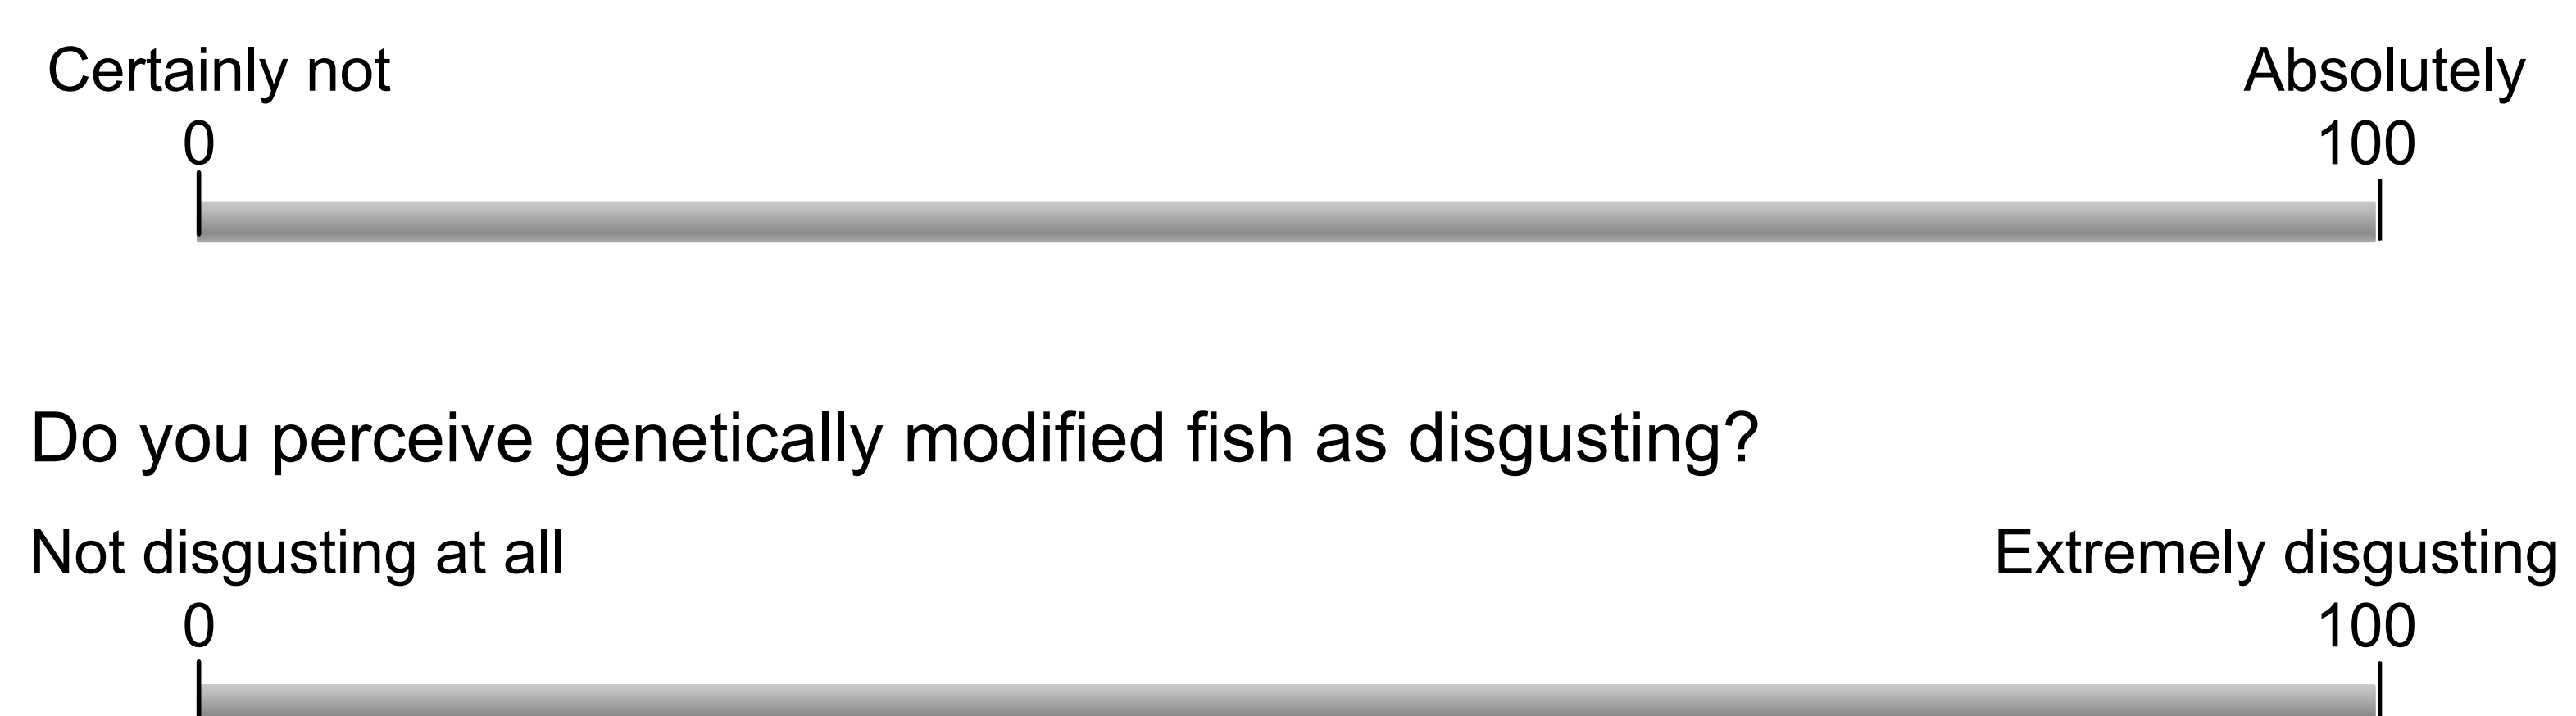 Certainly not Absolutely
0 100
Do you perceive genetically modified fish as disgusting?
Not disgusting at all Extremely disgusting
0 100